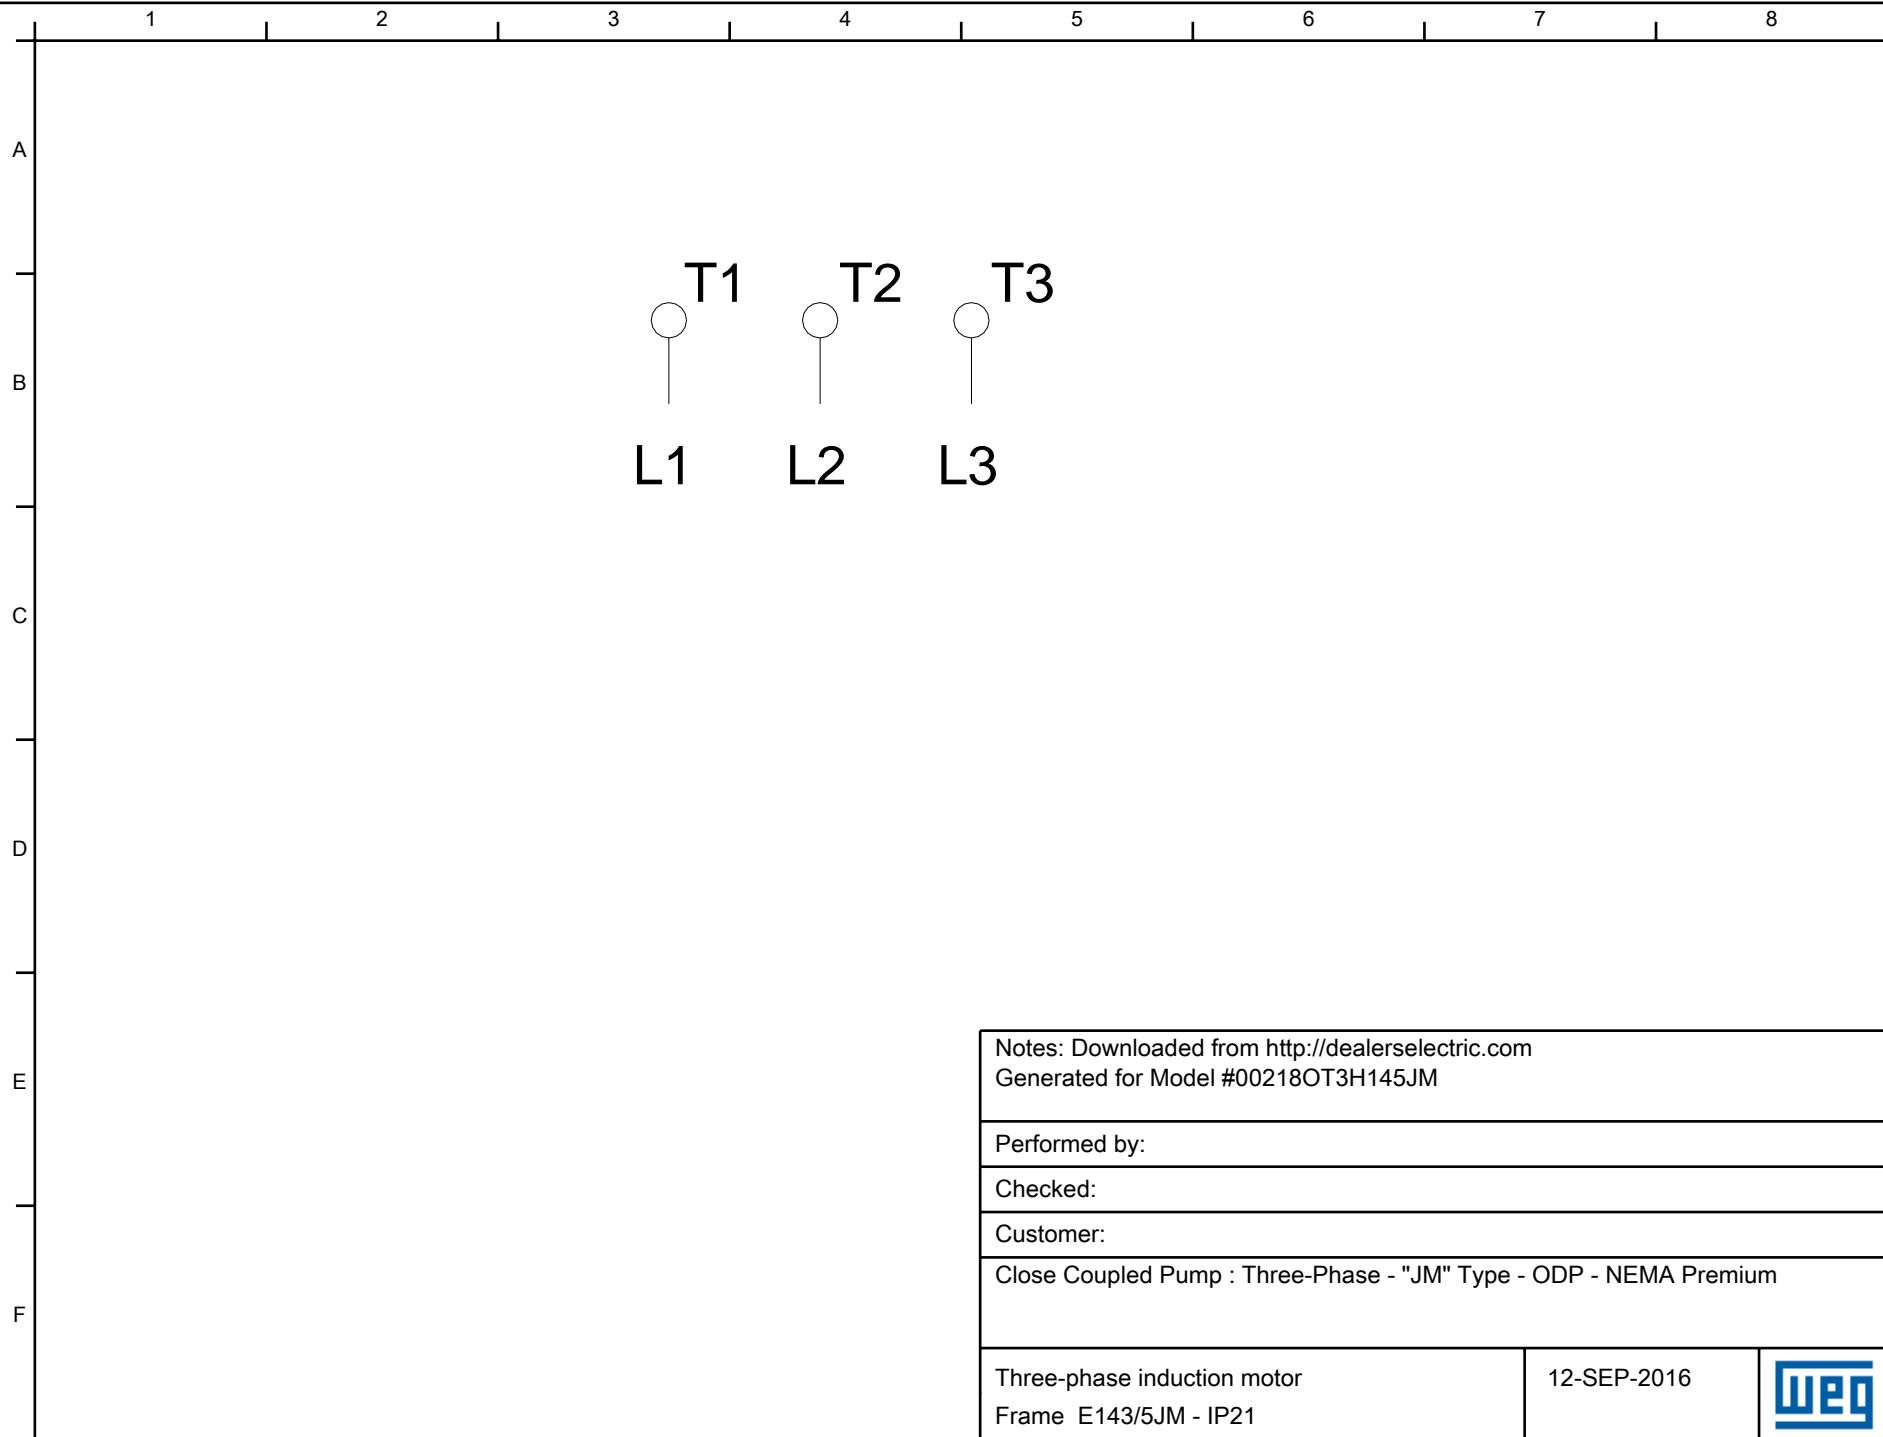 1 2 3 4 5 6 7 8
A
T1 T2 T3
B
L1 L2 L3
C
D
Notes: Downloaded from http://dealerselectric.com
E
Generated for Model #00218OT3H145JM
Performed by:
Checked:
Customer:
Close Coupled Pump : Three-Phase - "JM" Type - ODP - NEMA Premium
F
Three-phase induction motor
12-SEP-2016
Frame E143/5JM - IP21
weg